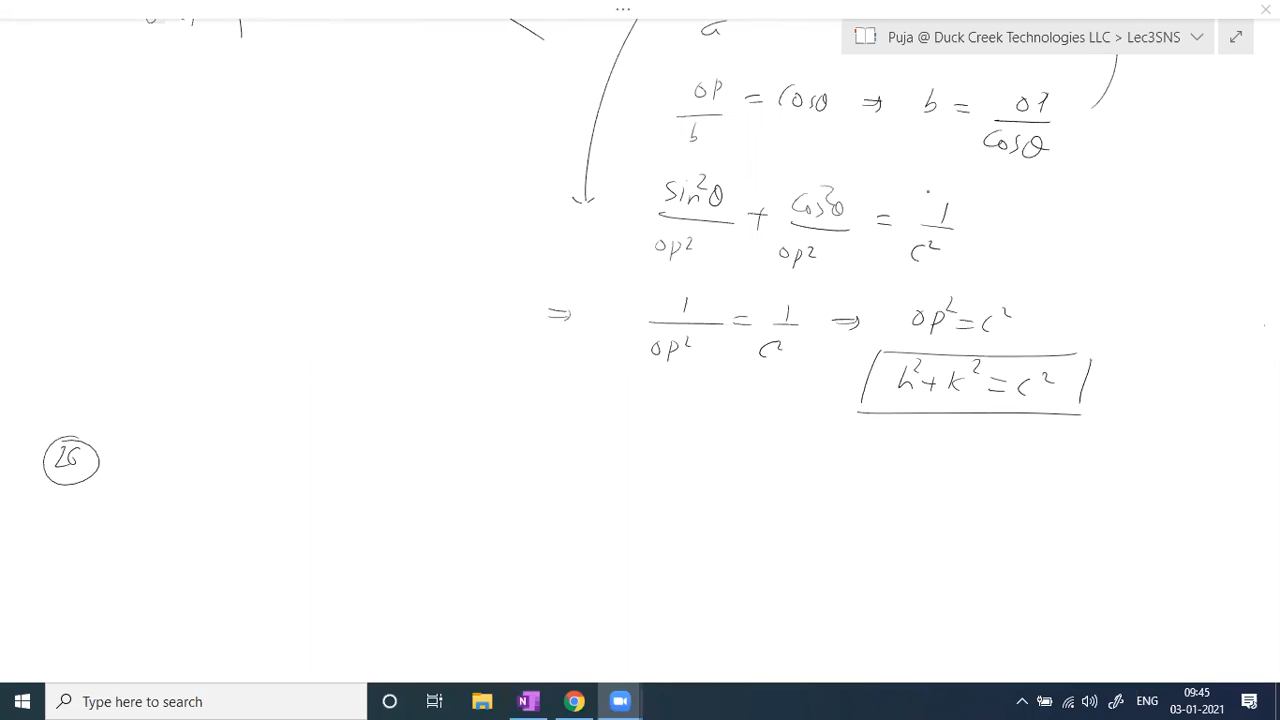 Puja @ Duck Creek Technologies LLC > Lec3SNS
a
OP/b = Cosθ ⇒ b = OP/Cosθ
Sin²θ/OP² + Cos²θ/OP² = 1/c²
⇒ 1/OP² = 1/c² ⇒ OP² = c²
h² + k² = c²
26
Type here to search
ENG
09:45
03-01-2021